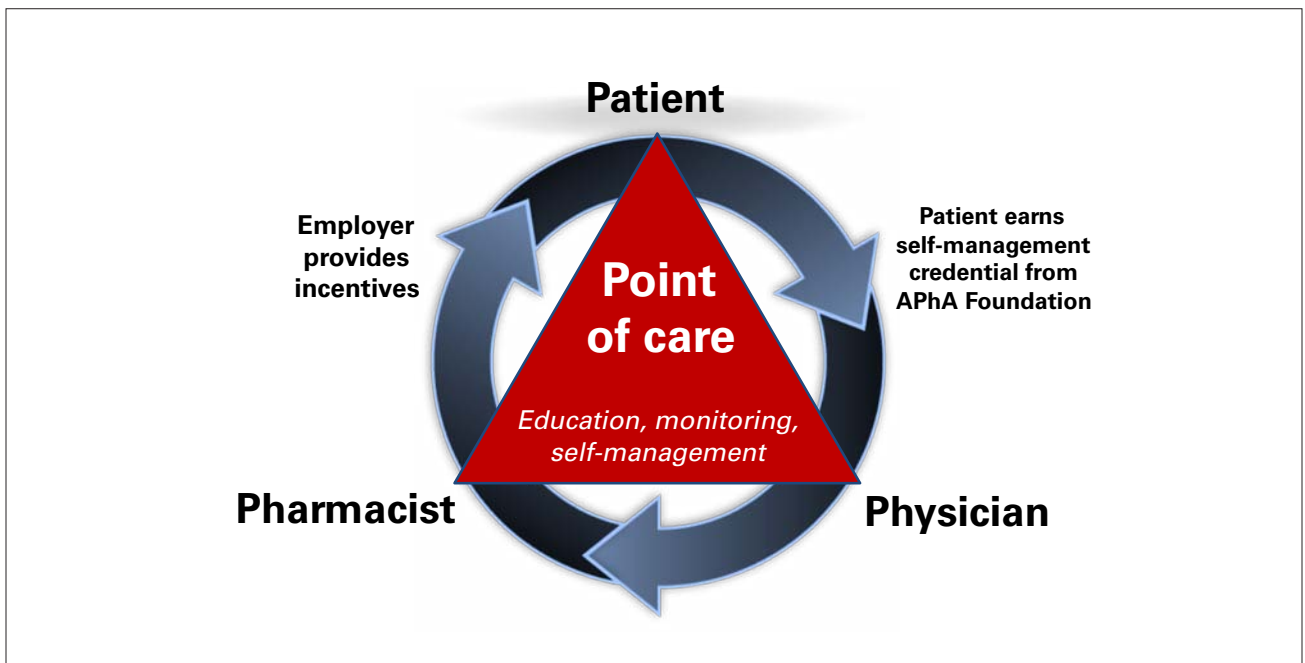 Patient
Employer
provides
incentives
Patient earns
self-management
credential from
APhA Foundation
Point
of care
Education, monitoring,
self-management
Pharmacist
Physician